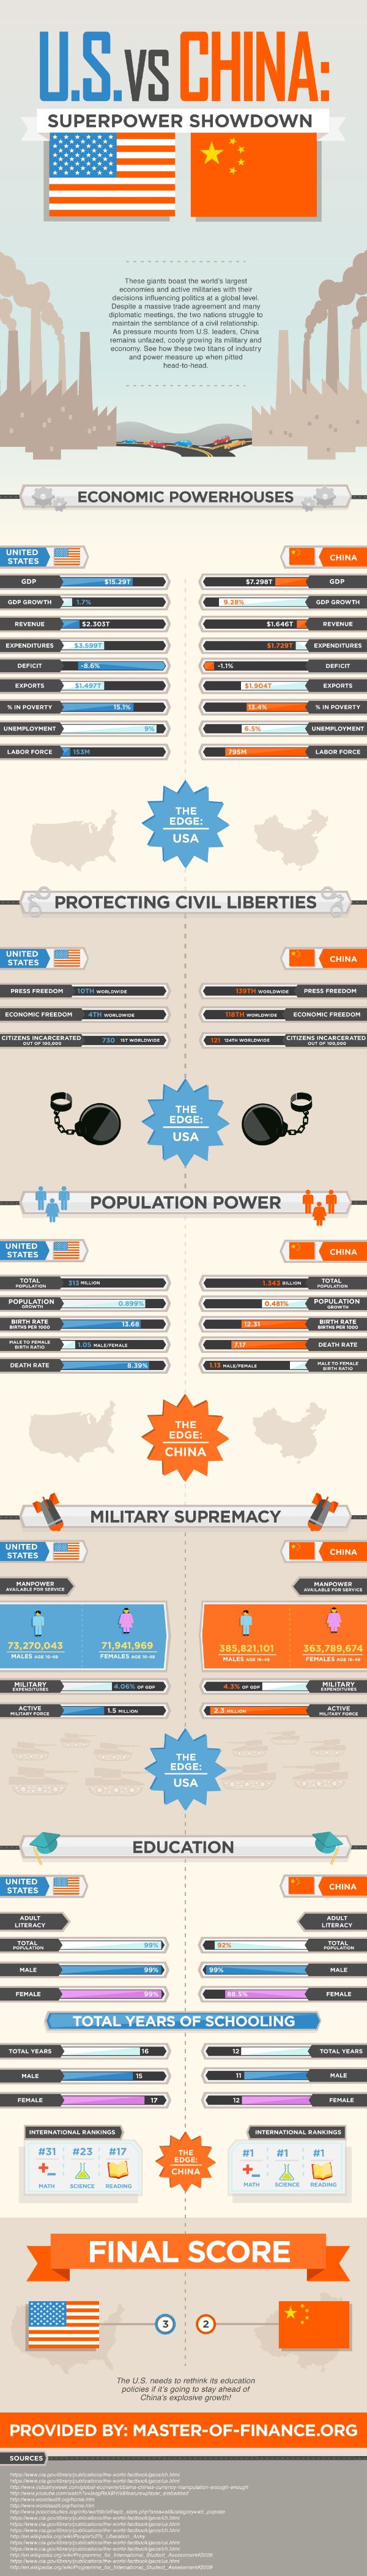 U.S. VS CHINA:
SUPERPOWER SHOWDOWN
These giants boast the world's largest
economies and active militaries with their
decisions influencing politics at a global level.
Despite a massive trade agreement and many
diplomatic meetings, the two nations struggle to
maintain the semblance of a civil relationship.
As pressure mounts from U.S. leaders, China
remains unfazed, cooly growing its military and
economy. See how these two titans of industry
and power measure up when pitted
head-to-head.
ECONOMIC POWERHOUSES
UNITED STATES CHINA
GDP $15.29T $7.298T GDP
GDP GROWTH 1.7% 9.28% GDP GROWTH
REVENUE $2.303T $1.646T REVENUE
EXPENDITURES $3.599T $1.729T EXPENDITURES
DEFICIT -8.6% -1.1% DEFICIT
EXPORTS $1.497T $1.904T EXPORTS
% IN POVERTY 15.1% 13.4% % IN POVERTY
UNEMPLOYMENT 9% 6.5% UNEMPLOYMENT
LABOR FORCE 153M 795M LABOR FORCE
THE
EDGE:
USA
PROTECTING CIVIL LIBERTIES
UNITED STATES CHINA
PRESS FREEDOM 10TH WORLDWIDE 139TH WORLDWIDE PRESS FREEDOM
ECONOMIC FREEDOM 4TH WORLDWIDE 118TH WORLDWIDE ECONOMIC FREEDOM
CITIZENS INCARCERATED OUT OF 100,000 730 1ST WORLDWIDE 121 124TH WORLDWIDE CITIZENS INCARCERATED OUT OF 100,000
THE
EDGE:
USA
POPULATION POWER
UNITED STATES CHINA
TOTAL POPULATION 313 MILLION 1.343 BILLION TOTAL POPULATION
POPULATION GROWTH 0.899% 0.481% POPULATION GROWTH
BIRTH RATE BIRTHS PER 1000 13.68 12.31 BIRTH RATE BIRTHS PER 1000
MALE TO FEMALE BIRTH RATIO 1.05 MALE/FEMALE 7.17 DEATH RATE
DEATH RATE 8.39% 1.13 MALE/FEMALE MALE TO FEMALE BIRTH RATIO
THE
EDGE:
CHINA
MILITARY SUPREMACY
UNITED STATES CHINA
MANPOWER AVAILABLE FOR SERVICE MANPOWER AVAILABLE FOR SERVICE
73,270,043 71,941,969 385,821,101 363,789,674
MALES AGE 16-49 FEMALES AGE 16-49 MALES AGE 16-49 FEMALES AGE 16-49
MILITARY EXPENDITURES 4.06% OF GDP 4.3% OF GDP MILITARY EXPENDITURES
ACTIVE MILITARY FORCE 1.5 MILLION 2.3 MILLION ACTIVE MILITARY FORCE
THE
EDGE:
USA
EDUCATION
UNITED STATES CHINA
ADULT LITERACY ADULT LITERACY
TOTAL POPULATION 99% 92% TOTAL POPULATION
MALE 99% 99% MALE
FEMALE 99% 88.5% FEMALE
TOTAL YEARS OF SCHOOLING
TOTAL YEARS 16 12 TOTAL YEARS
MALE 15 11 MALE
FEMALE 17 12 FEMALE
INTERNATIONAL RANKINGS INTERNATIONAL RANKINGS
#31 #23 #17 #1 #1 #1
MATH SCIENCE READING MATH SCIENCE READING
THE
EDGE:
CHINA
FINAL SCORE
3 2
The U.S. needs to rethink its education
policies if it's going to stay ahead of
China's explosive growth!
PROVIDED BY: MASTER-OF-FINANCE.ORG
SOURCES